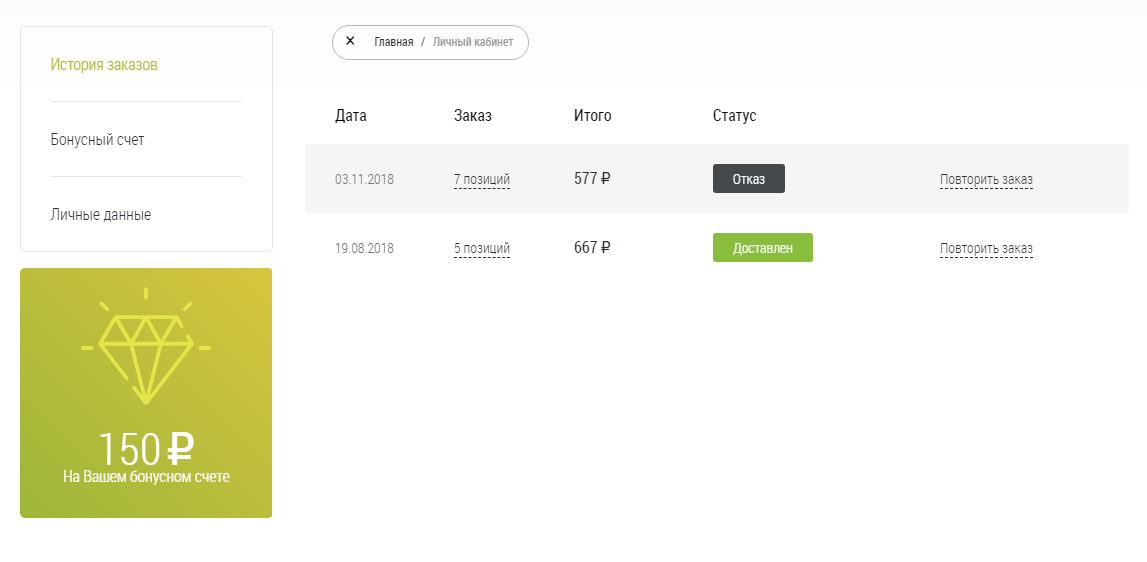 История заказов
Бонусный счет
Личные данные
150 ₽
На Вашем бонусном счете
× Главная / Личный кабинет
Дата Заказ Итого Статус
03.11.2018 7 позиций 577 ₽ Отказ Повторить заказ
19.08.2018 5 позиций 667 ₽ Доставлен Повторить заказ